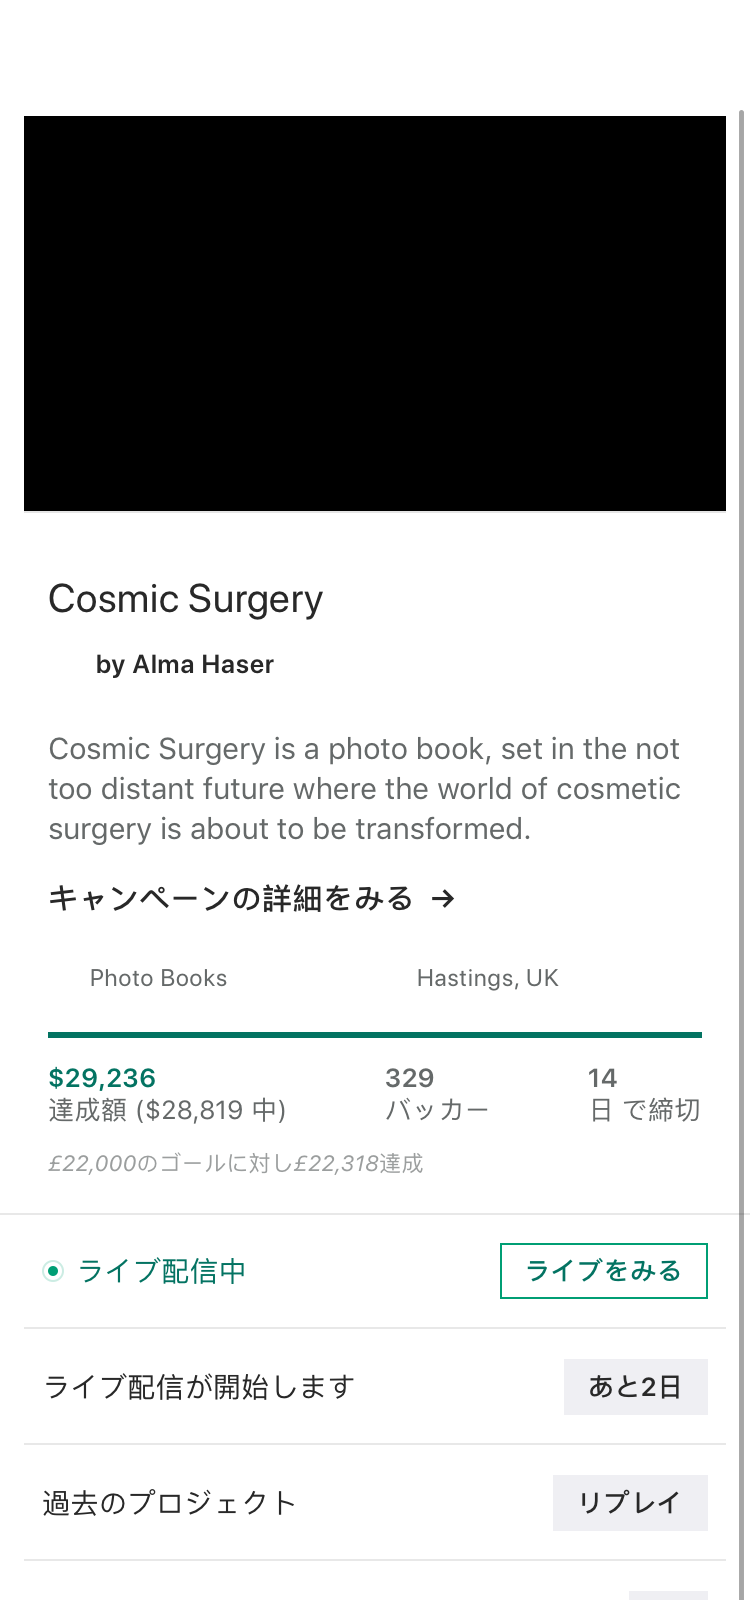 Cosmic Surgery
by Alma Haser
Cosmic Surgery is a photo book, set in the not
too distant future where the world of cosmetic
surgery is about to be transformed.
キャンペーンの詳細をみる →
Photo Books Hastings, UK
$29,236 329 14
達成額 ($28,819 中) バッカー 日 で締切
£22,000のゴールに対し£22,318達成
ライブ配信中 ライブをみる
ライブ配信が開始します あと2日
過去のプロジェクト リプレイ